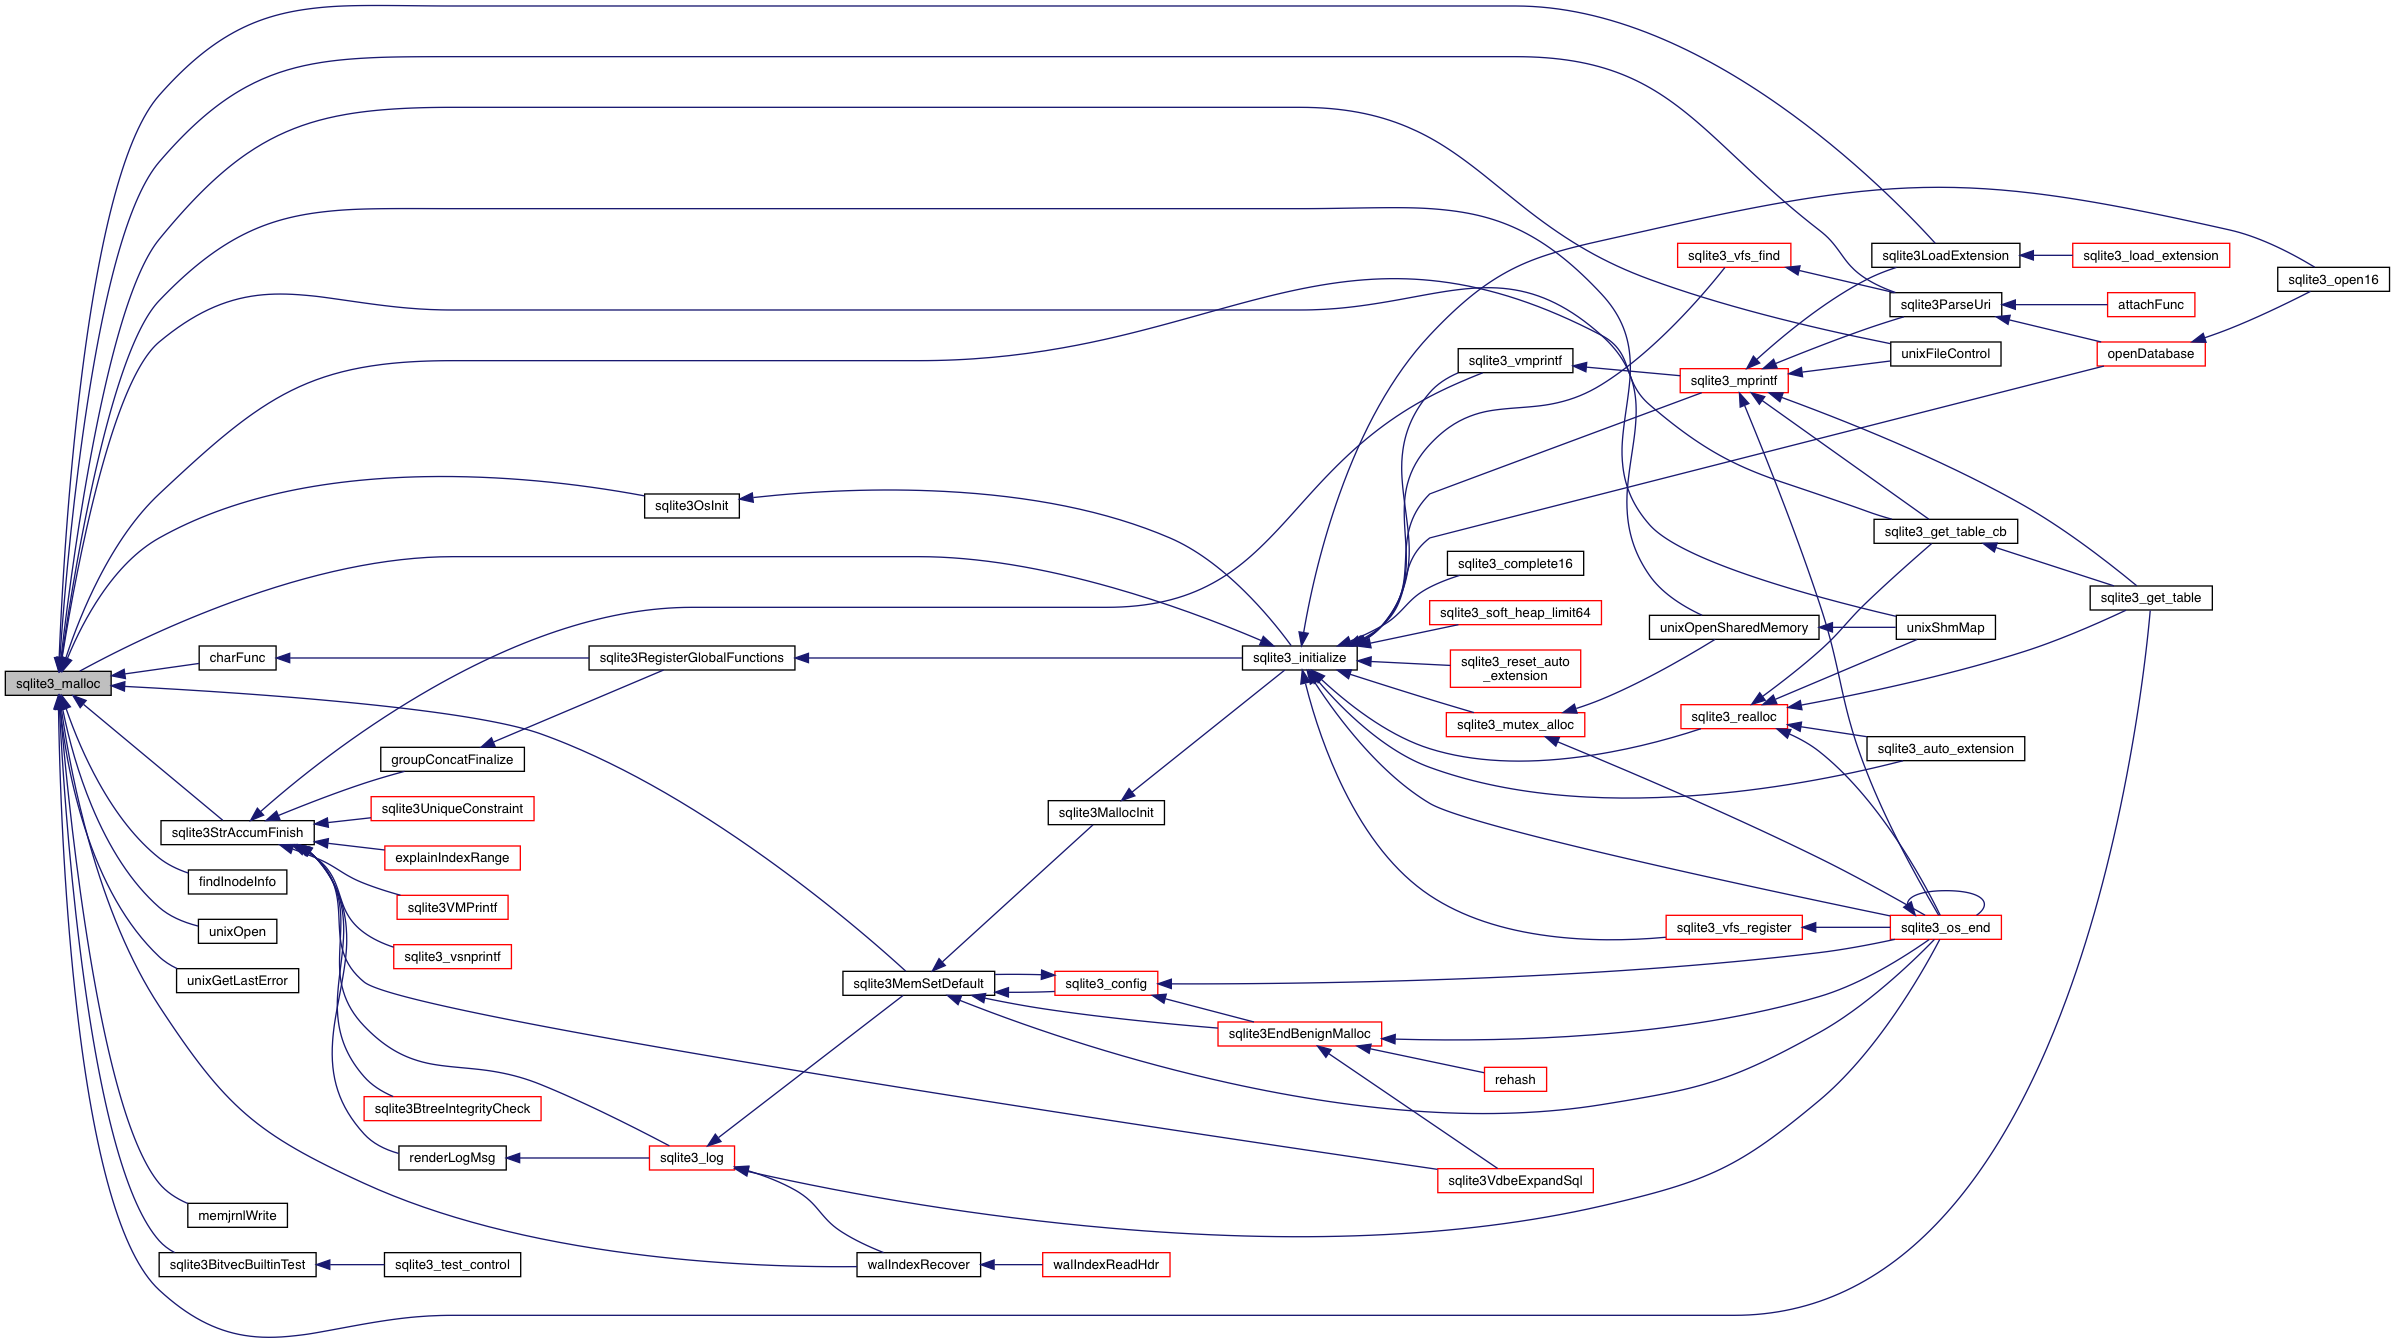 sqlite3_malloc
charFunc
sqlite3StrAccumFinish
findInodeInfo
unixOpen
unixGetLastError
memjrnlWrite
sqlite3BitvecBuiltinTest
groupConcatFinalize
sqlite3UniqueConstraint
explainIndexRange
sqlite3VMPrintf
sqlite3_vsnprintf
sqlite3BtreeIntegrityCheck
renderLogMsg
sqlite3_test_control
sqlite3OsInit
sqlite3RegisterGlobalFunctions
sqlite3_log
sqlite3MemSetDefault
walIndexRecover
sqlite3MallocInit
sqlite3_config
walIndexReadHdr
sqlite3_initialize
sqlite3EndBenignMalloc
sqlite3_vmprintf
sqlite3_complete16
sqlite3_soft_heap_limit64
sqlite3_reset_auto
_extension
sqlite3_mutex_alloc
rehash
sqlite3VdbeExpandSql
sqlite3_vfs_find
sqlite3_mprintf
unixOpenSharedMemory
sqlite3_realloc
sqlite3_vfs_register
sqlite3LoadExtension
sqlite3ParseUri
unixFileControl
sqlite3_get_table_cb
unixShmMap
sqlite3_auto_extension
sqlite3_os_end
sqlite3_load_extension
attachFunc
openDatabase
sqlite3_get_table
sqlite3_open16